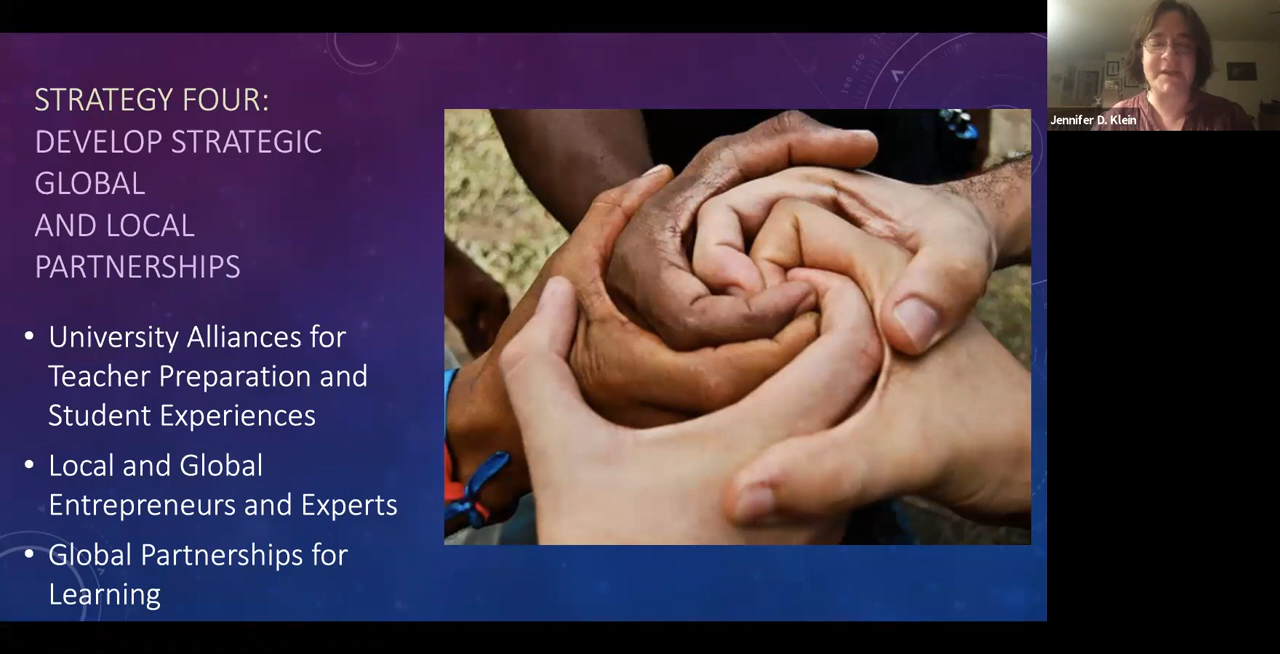 STRATEGY FOUR:
DEVELOP STRATEGIC
GLOBAL
AND LOCAL
PARTNERSHIPS
• University Alliances for
Teacher Preparation and
Student Experiences
• Local and Global
Entrepreneurs and Experts
• Global Partnerships for
Learning
Jennifer D. Klein